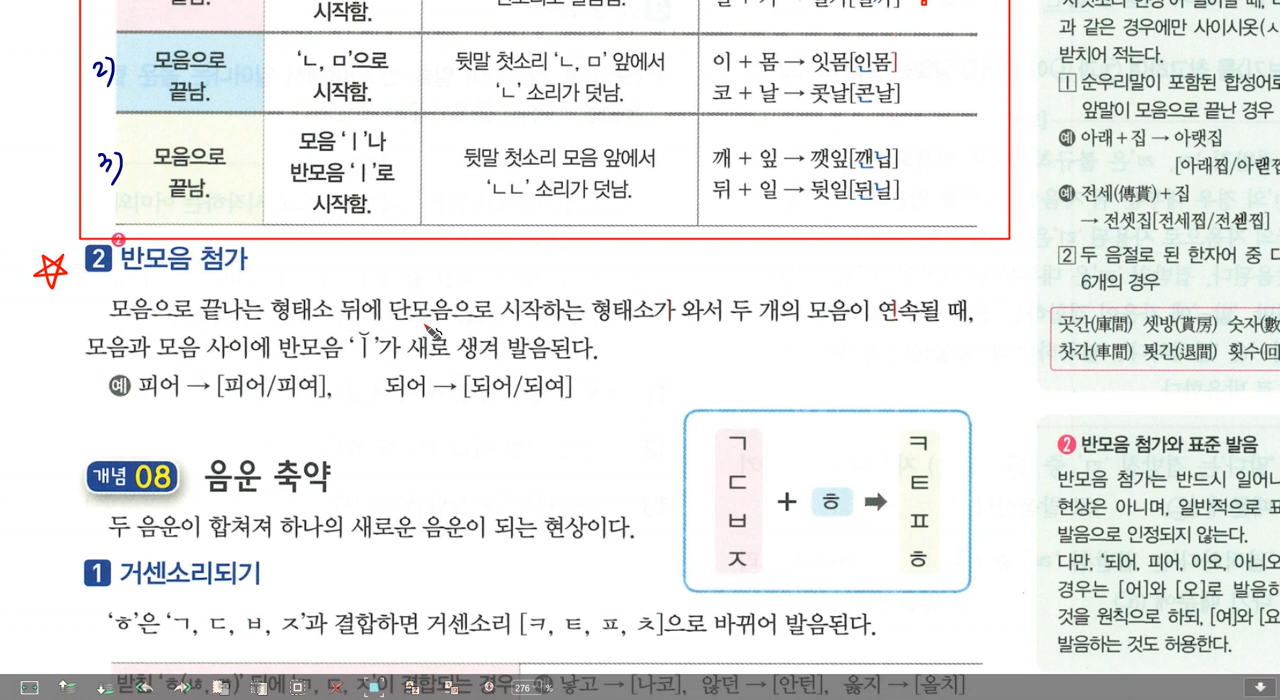 끝남.
시작함.
2) 모음으로 끝남.
'ㄴ, ㅁ'으로 시작함.
뒷말 첫소리 'ㄴ, ㅁ' 앞에서
'ㄴ' 소리가 덧남.
이 + 몸 → 잇몸[인몸]
코 + 날 → 콧날[콘날]
3) 모음으로 끝남.
모음 'ㅣ'나
반모음 'ㅣ'로
시작함.
뒷말 첫소리 모음 앞에서
'ㄴㄴ' 소리가 덧남.
깨 + 잎 → 깻잎[깬닙]
뒤 + 일 → 뒷일[뒨닐]
2 반모음 첨가 2
모음으로 끝나는 형태소 뒤에 단모음으로 시작하는 형태소가 와서 두 개의 모음이 연속될 때,
모음과 모음 사이에 반모음 'ㅣ̆'가 새로 생겨 발음된다.
예 피어 → [피어/피여], 되어 → [되어/되여]
개념 08 음운 축약
두 음운이 합쳐져 하나의 새로운 음운이 되는 현상이다.
ㄱ ㅋ
ㄷ ㅌ
+ ㅎ ➡
ㅂ ㅍ
ㅈ ㅎ
1 거센소리되기
'ㅎ'은 'ㄱ, ㄷ, ㅂ, ㅈ'과 결합하면 거센소리 [ㅋ, ㅌ, ㅍ, ㅊ]으로 바뀌어 발음된다.
낳고 → [나코], 않던 → [안턴], 옳지 → [올치]
276 %
과 같은 경우에만 사이시옷(ㅅ
받치어 적는다.
1 순우리말이 포함된 합성어로
앞말이 모음으로 끝난 경우
예 아래+집 → 아랫집
[아래찝/아랟찝
예 전세(傳貰)+집
→ 전셋집[전세찝/전섿찝]
2 두 음절로 된 한자어 중 다
6개의 경우
곳간(庫間) 셋방(貰房) 숫자(數
찻간(車間) 툇간(退間) 횟수(回
2 반모음 첨가와 표준 발음
반모음 첨가는 반드시 일어나
현상은 아니며, 일반적으로 표
발음으로 인정되지 않는다.
다만, '되어, 피어, 이오, 아니오
경우는 [어]와 [오]로 발음하
것을 원칙으로 하되, [여]와 [요
발음하는 것도 허용한다.